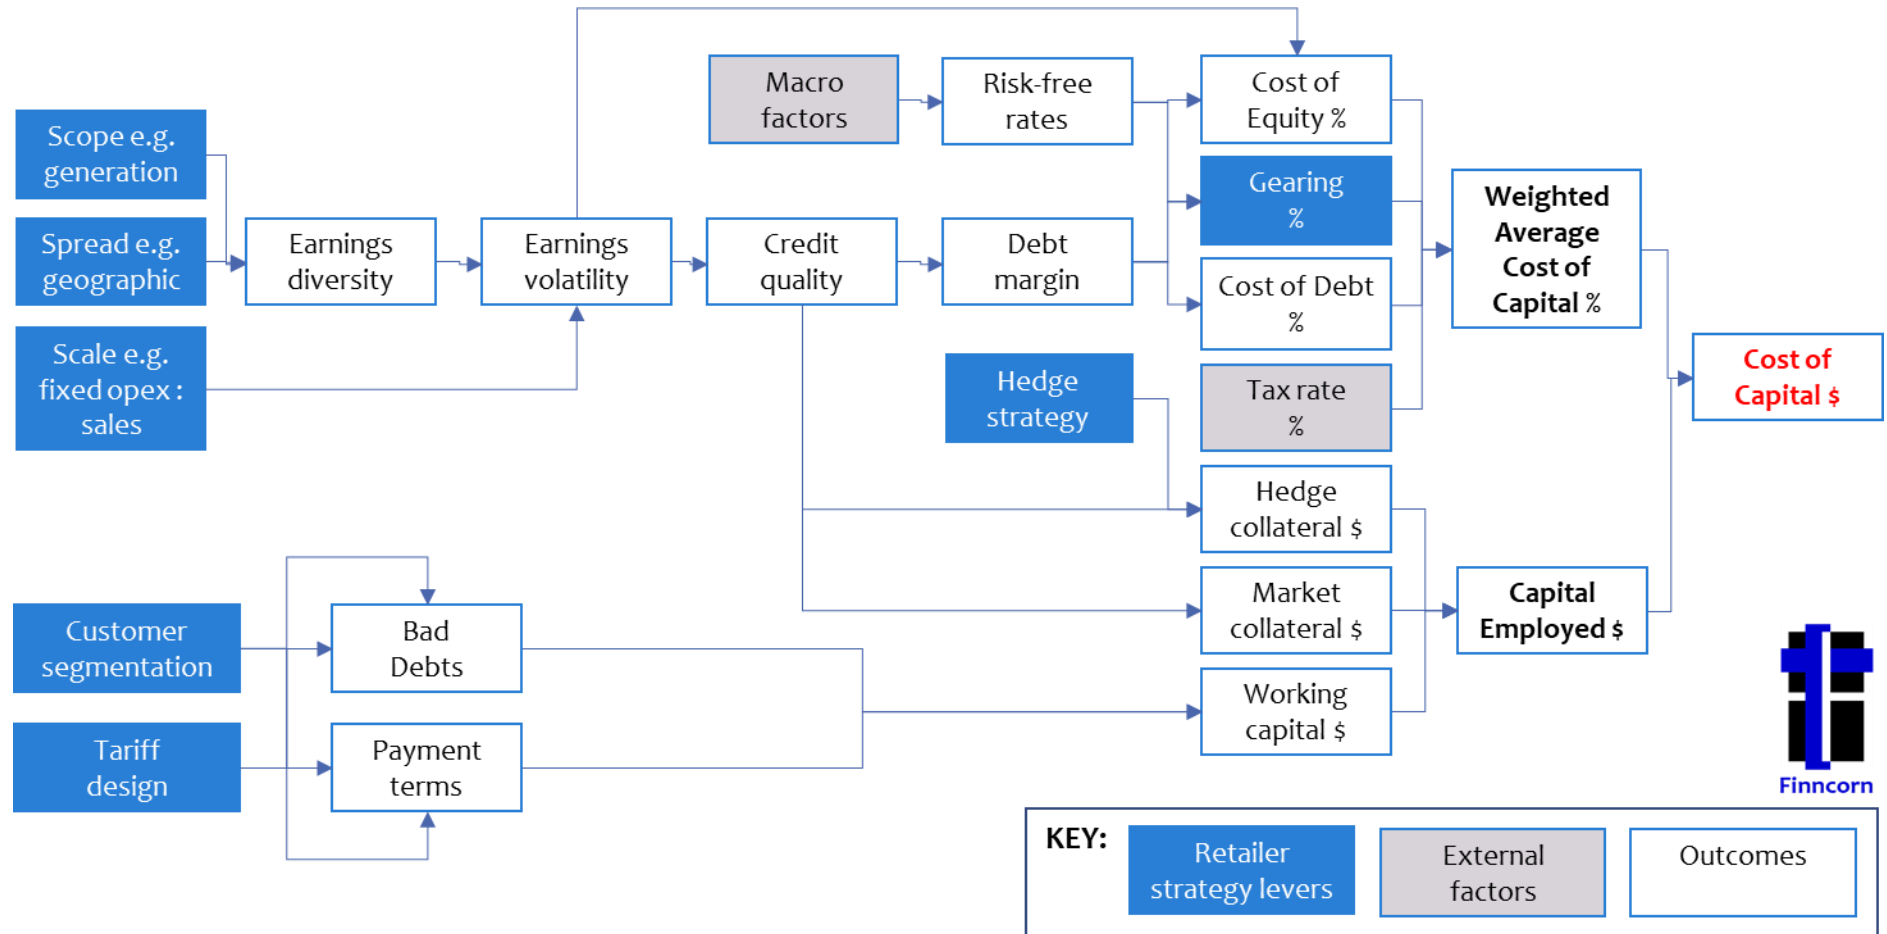 Macro
factors
Risk-free
rates
Cost of
Equity %
Scope e.g.
generation
Gearing
%
Weighted
Average
Cost of
Capital %
Spread e.g.
geographic
Earnings
diversity
Earnings
volatility
Credit
quality
Debt
margin
Cost of Debt
%
Scale e.g.
fixed opex :
sales
Hedge
strategy
Tax rate
%
Cost of
Capital $
Hedge
collateral $
Market
collateral $
Capital
Employed $
Customer
segmentation
Bad
Debts
Working
capital $
Tariff
design
Payment
terms
Finncorn
KEY:
Retailer
strategy levers
External
factors
Outcomes